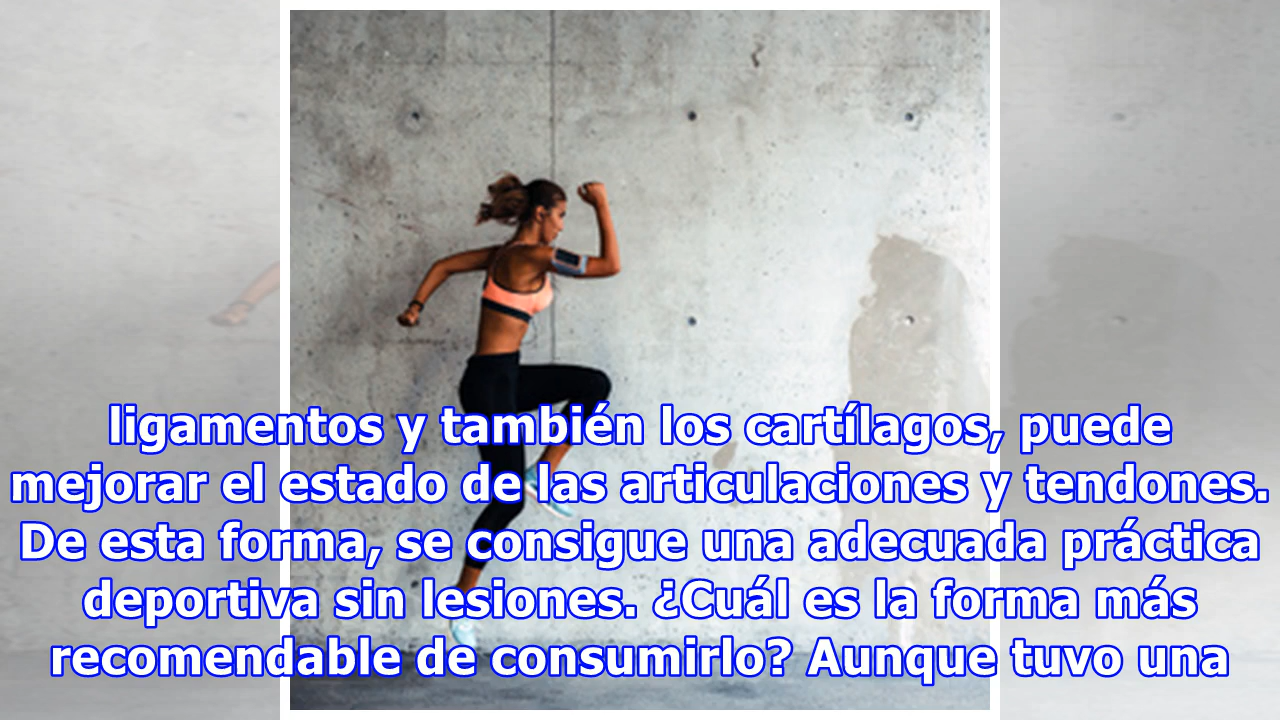 ligamentos y también los cartílagos, puede
mejorar el estado de las articulaciones y tendones.
De esta forma, se consigue una adecuada práctica
deportiva sin lesiones. ¿Cuál es la forma más
recomendable de consumirlo? Aunque tuvo una